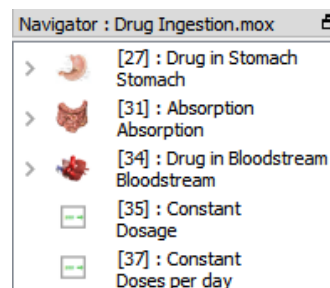 Navigator : Drug Ingestion.mox
[27] : Drug in Stomach
Stomach
[31] : Absorption
Absorption
[34] : Drug in Bloodstream
Bloodstream
[35] : Constant
Dosage
[37] : Constant
Doses per day